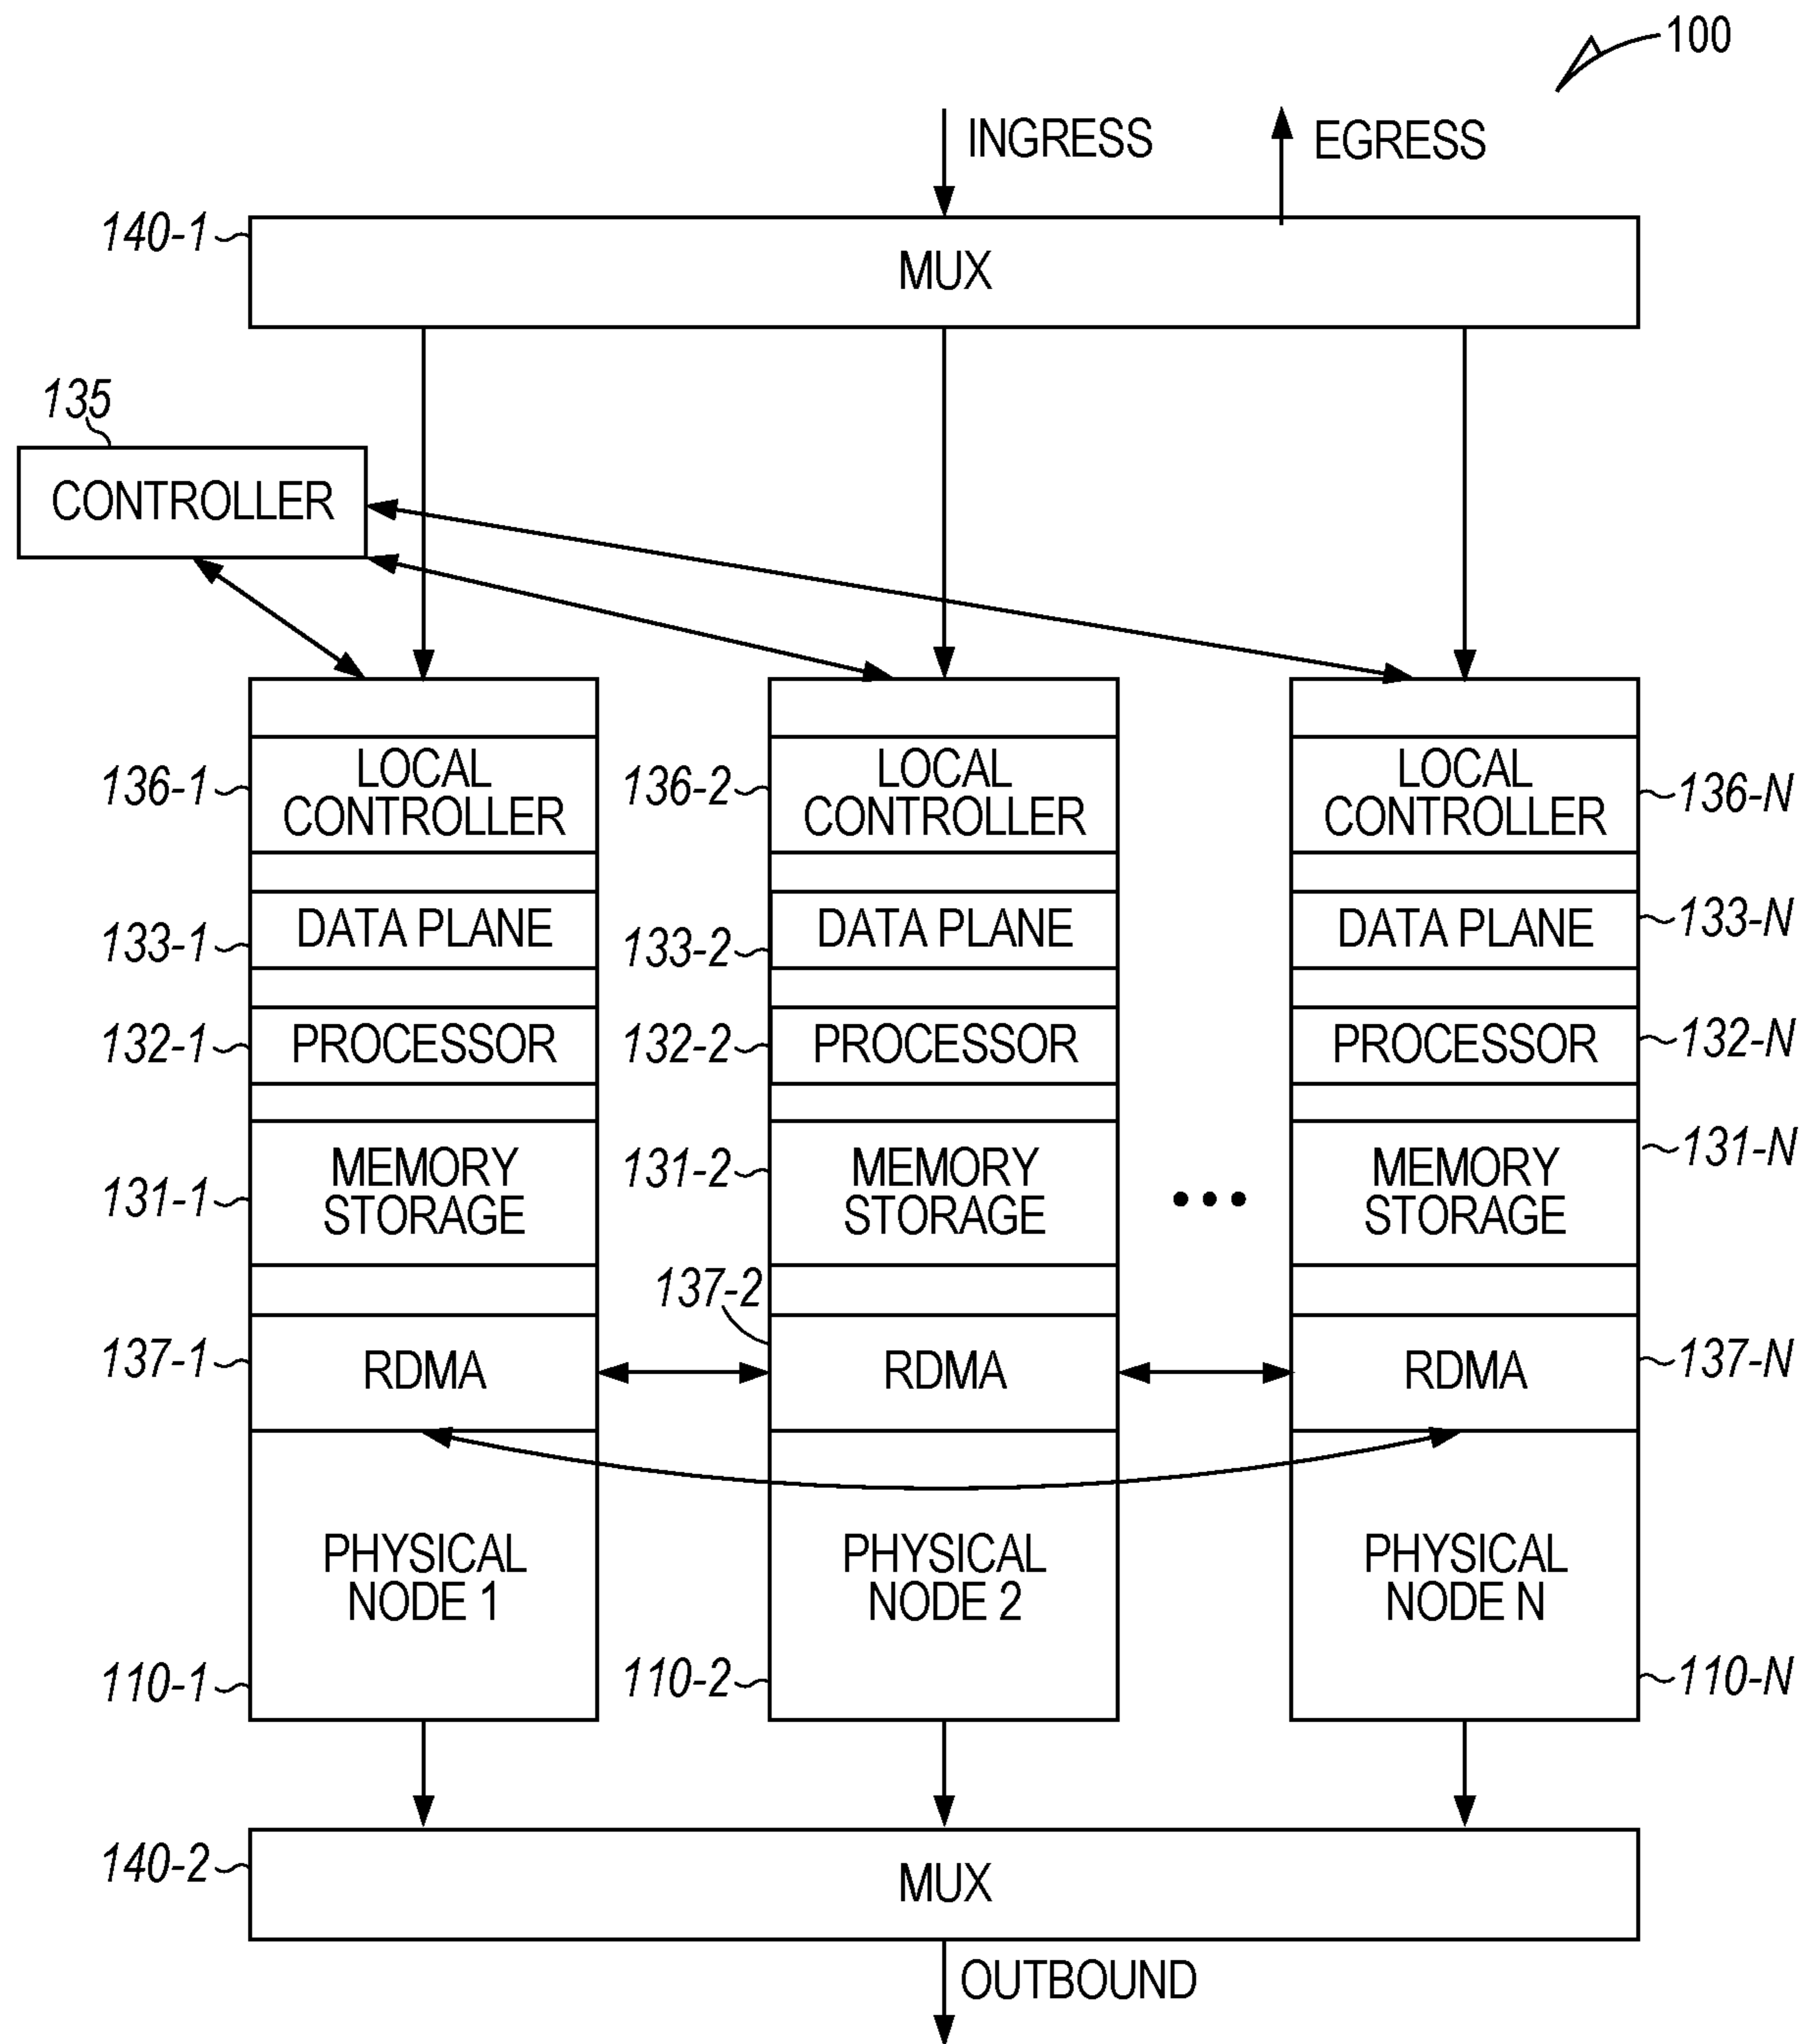 100
INGRESS
EGRESS
140-1
MUX
135
CONTROLLER
136-1
LOCAL
CONTROLLER
136-2
LOCAL
CONTROLLER
136-N
LOCAL
CONTROLLER
133-1
DATA PLANE
133-2
DATA PLANE
133-N
DATA PLANE
132-1
PROCESSOR
132-2
PROCESSOR
132-N
PROCESSOR
131-1
MEMORY
STORAGE
131-2
MEMORY
STORAGE
131-N
MEMORY
STORAGE
137-1
RDMA
137-2
RDMA
137-N
RDMA
PHYSICAL
NODE 1
PHYSICAL
NODE 2
PHYSICAL
NODE N
110-1
110-2
110-N
140-2
MUX
OUTBOUND